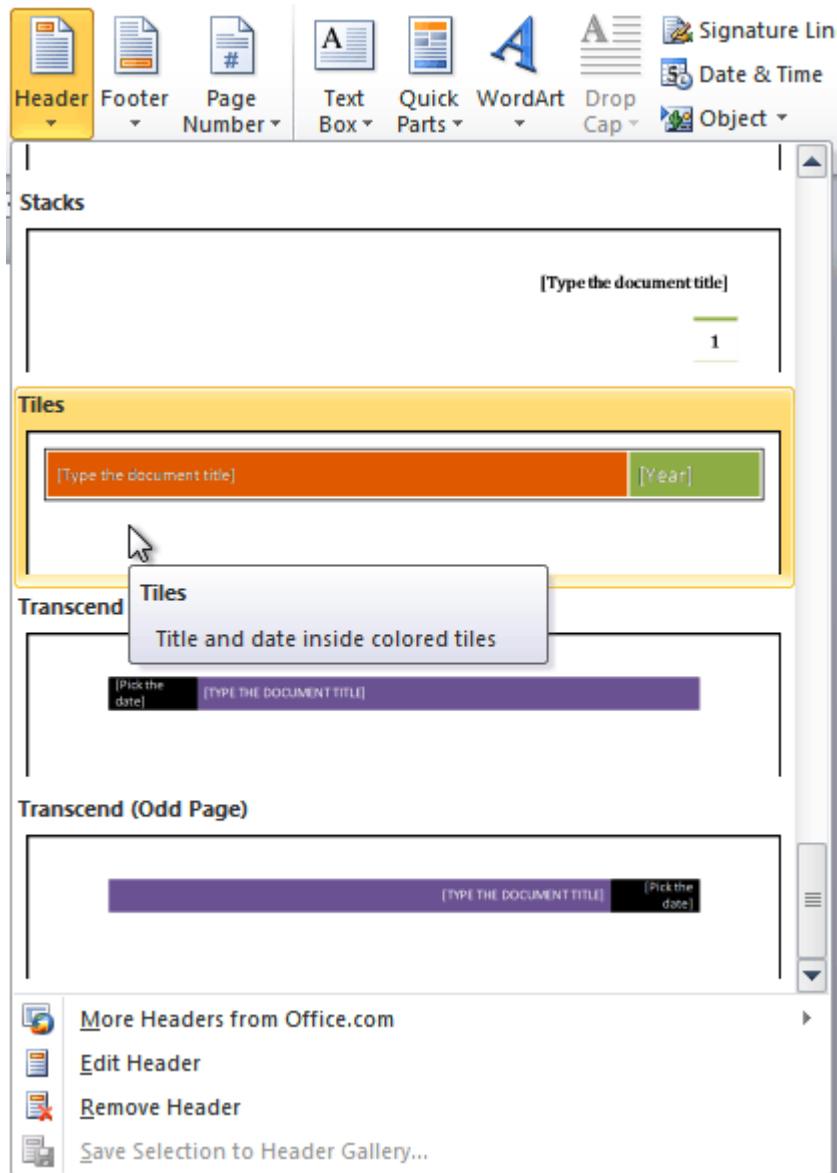 Header
Footer
Page
Number
#
A
Text
Box
Quick
Parts
A
WordArt
A
Drop
Cap
Signature Lin
5
Date & Time
Object
Stacks
[Type the document title]
1
Tiles
[Type the document title] [Year]
Tiles
Title and date inside colored tiles
Transcend
[Pick the
date]
[TYPE THE DOCUMENT TITLE]
Transcend (Odd Page)
[TYPE THE DOCUMENT TITLE]
[Pick the
date]
More Headers from Office.com
Edit Header
Remove Header
Save Selection to Header Gallery...